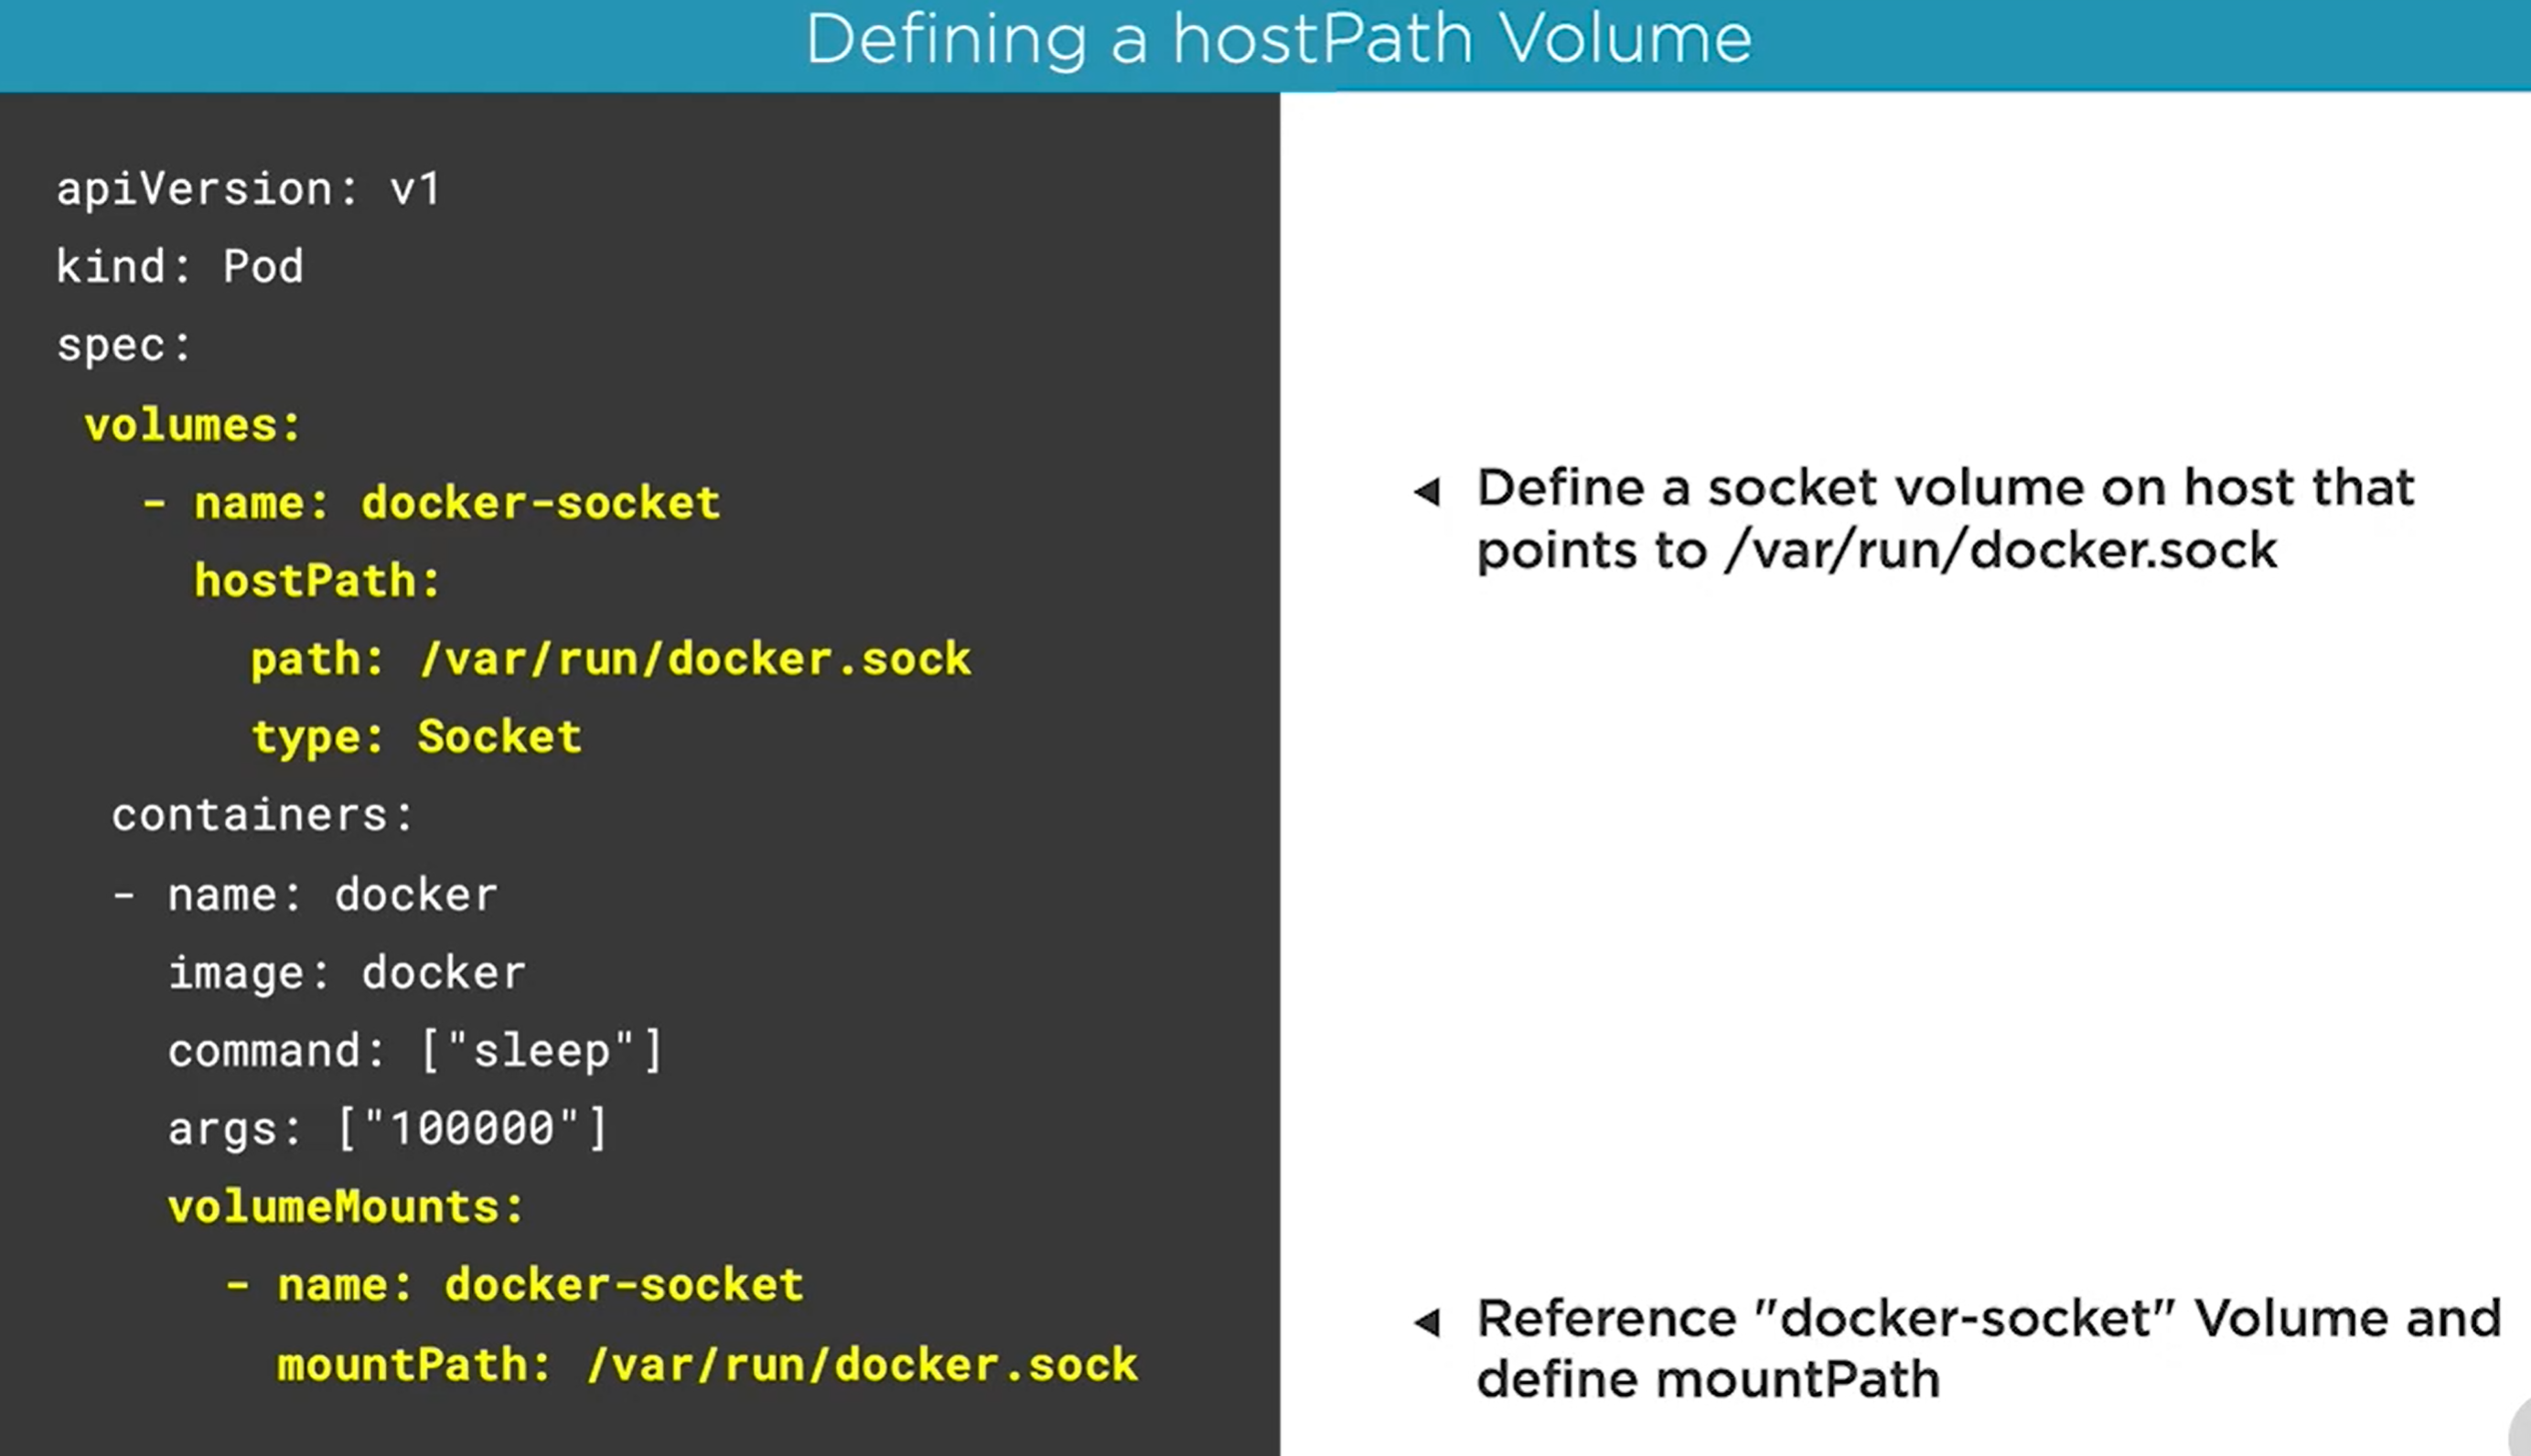 Defining a hostPath Volume
apiVersion: v1
kind: Pod
spec:
volumes:
- name: docker-socket
hostPath:
path: /var/run/docker.sock
type: Socket
containers:
- name: docker
image: docker
command: ["sleep"]
args: ["100000"]
volumeMounts:
- name: docker-socket
mountPath: /var/run/docker.sock
Define a socket volume on host that
points to /var/run/docker.sock
Reference "docker-socket" Volume and
define mountPath